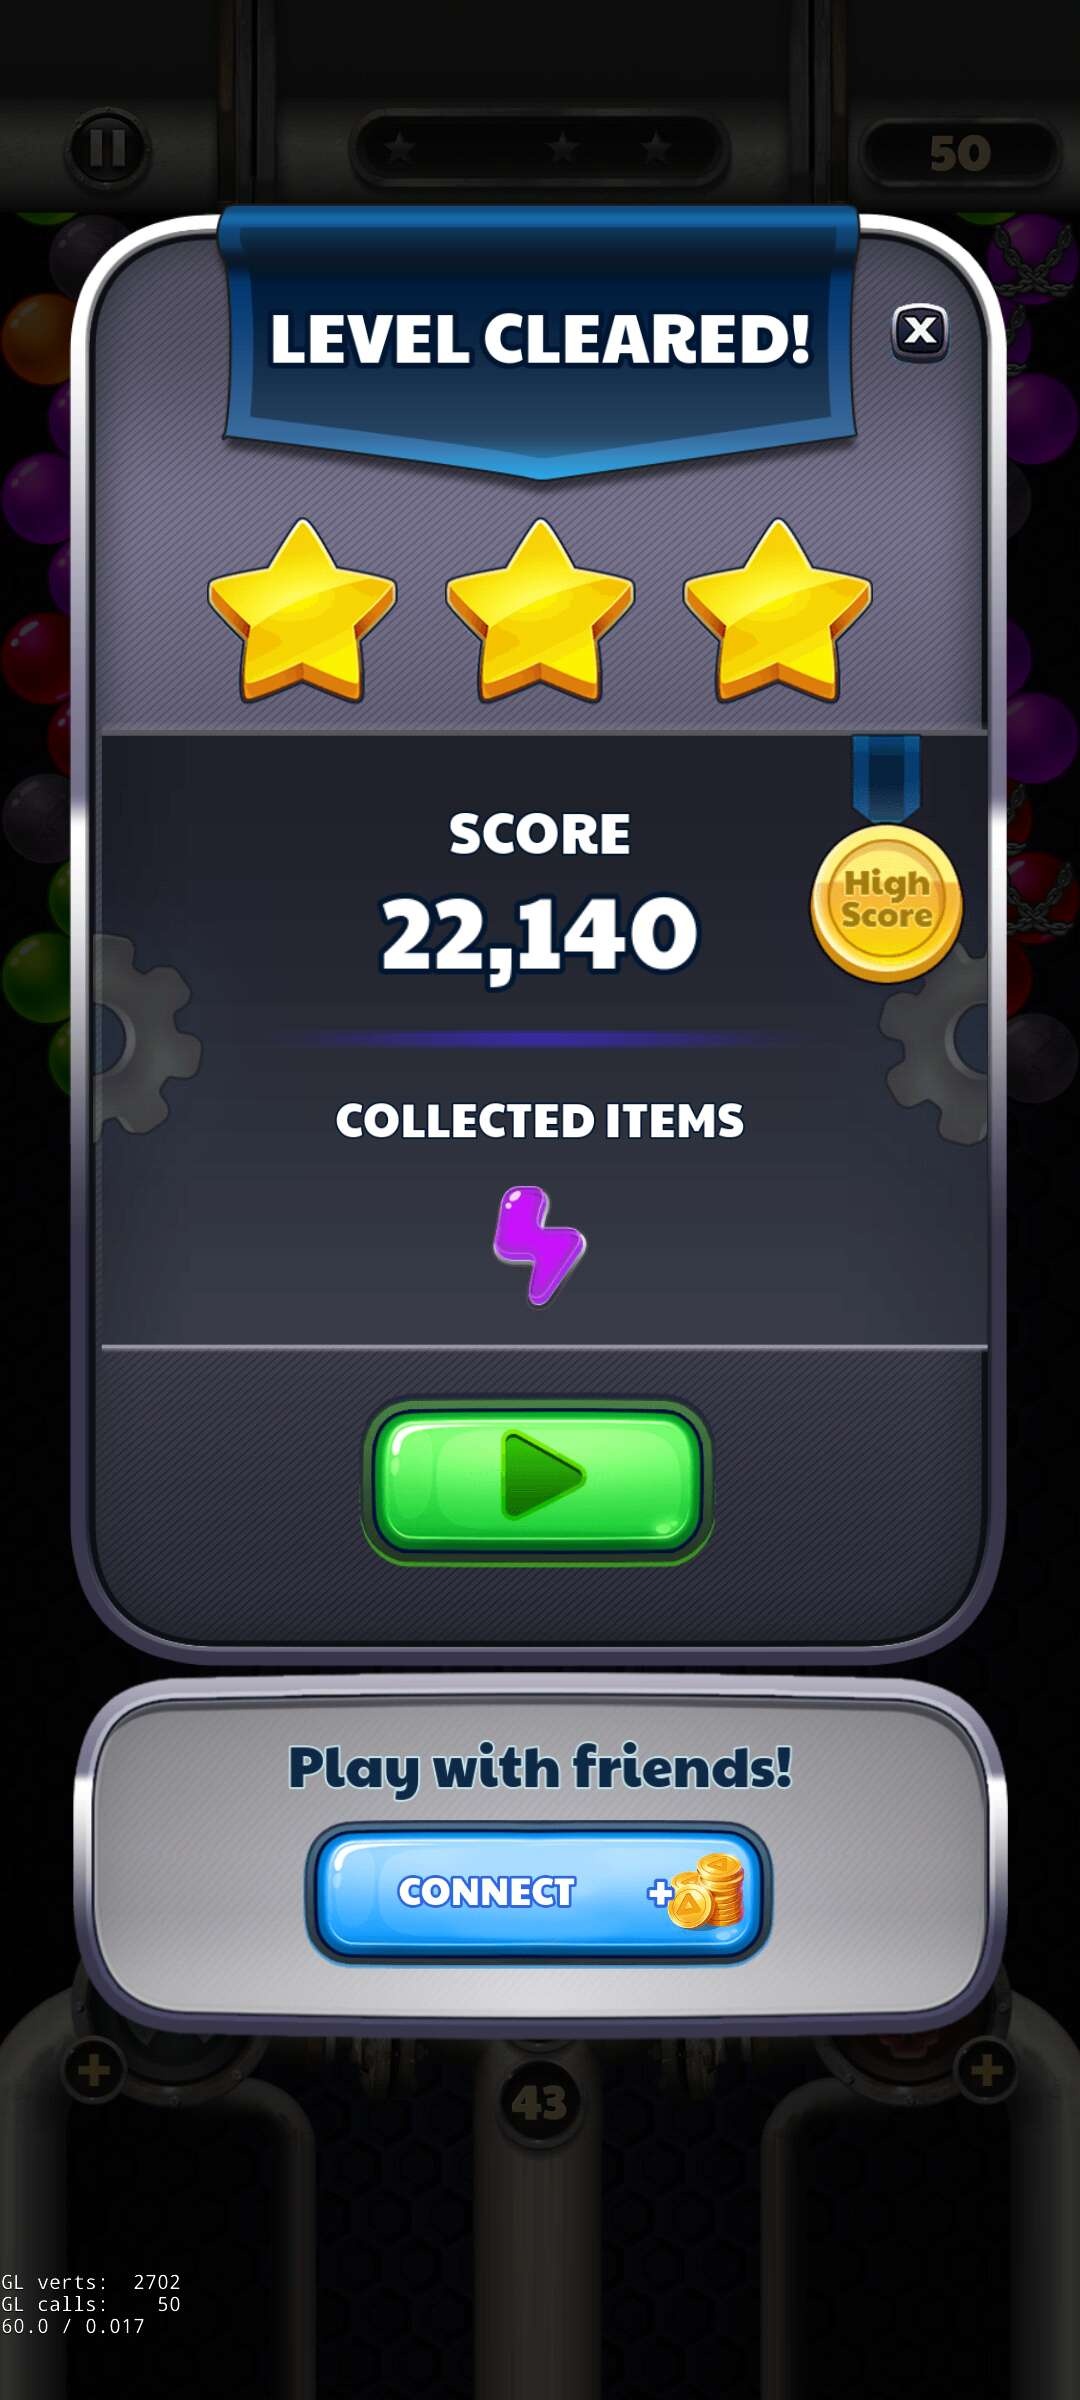 50
LEVEL CLEARED!
X
SCORE
22,140
High
Score
COLLECTED ITEMS
Play with friends!
CONNECT +
+ +
43
GL verts: 2702
GL calls: 50
60.0 / 0.017